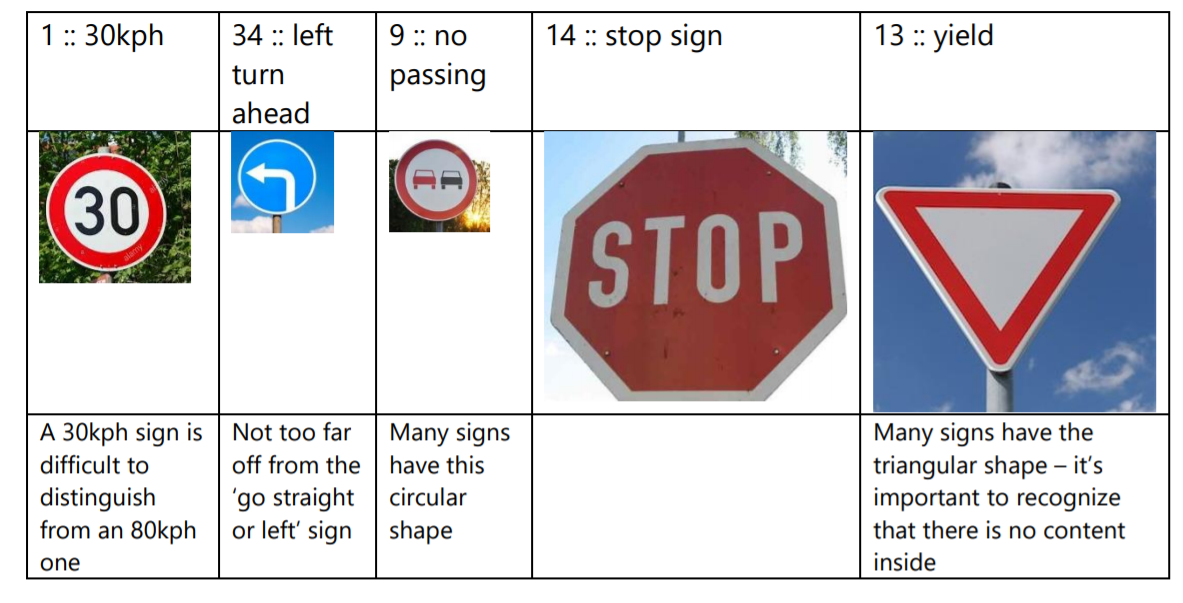 1 :: 30kph
34 :: left
turn
ahead
9 :: no
passing
14 :: stop sign
13 :: yield
30
alamy
STOP
A 30kph sign is
difficult to
distinguish
from an 80kph
one
Not too far
off from the
‘go straight
or left’ sign
Many signs
have this
circular
shape
Many signs have the
triangular shape – it’s
important to recognize
that there is no content
inside